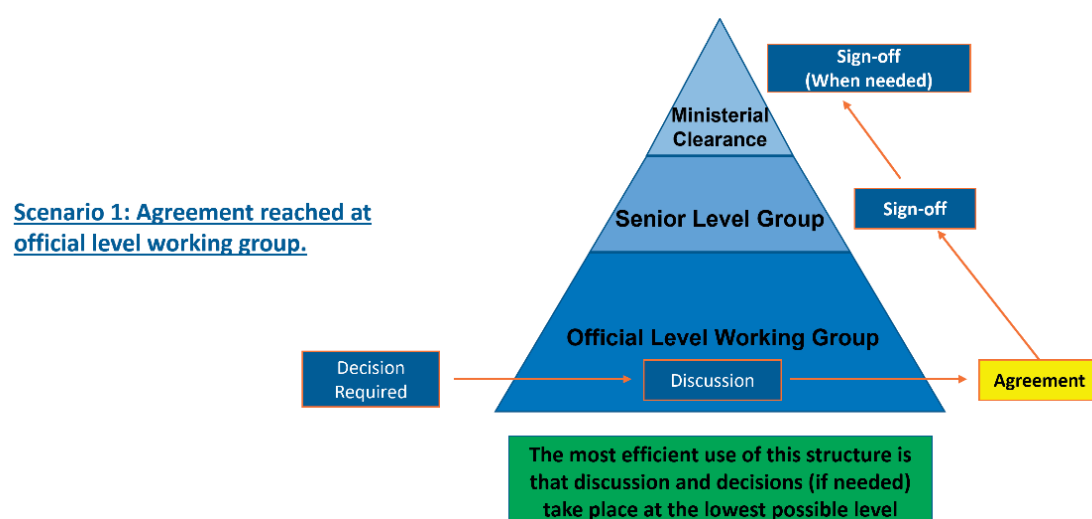 Sign-off
(When needed)
Ministerial
Clearance
Scenario 1: Agreement reached at
official level working group.
Senior Level Group
Sign-off
Official Level Working Group
Decision
Required
Discussion
Agreement
The most efficient use of this structure is
that discussion and decisions (if needed)
take place at the lowest possible level